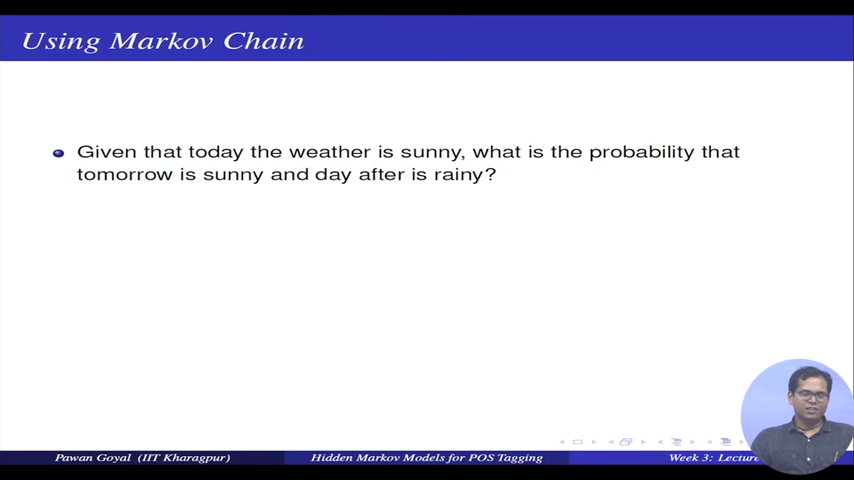 Using Markov Chain
Given that today the weather is sunny, what is the probability that
tomorrow is sunny and day after is rainy?
Pawan Goyal (IIT Kharagpur)
Hidden Markov Models for POS Tagging
Week 3: Lecture